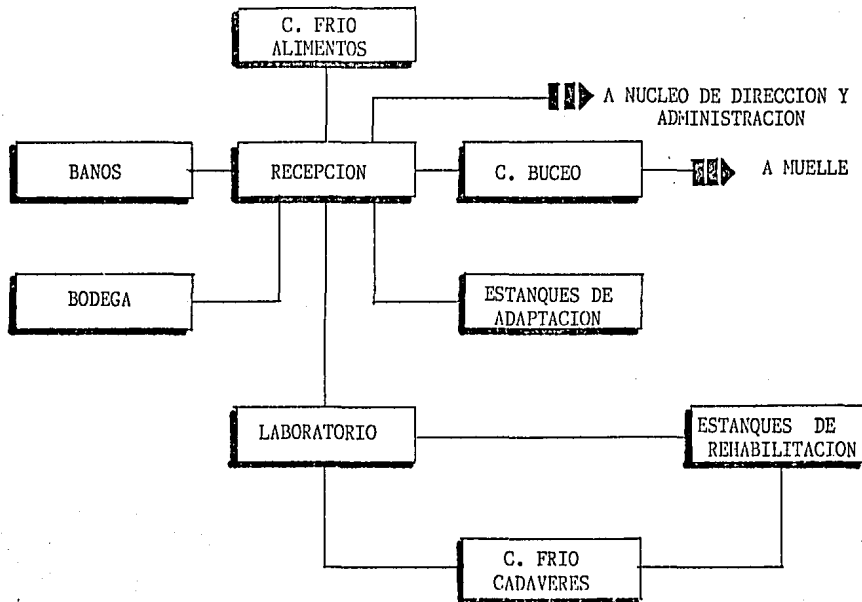 C. FRIO
ALIMENTOS
A NUCLEO DE DIRECCION Y
ADMINISTRACION
BANOS
RECEPCION
C. BUCEO
A MUELLE
BODEGA
ESTANQUES DE
ADAPTACION
LABORATORIO
ESTANQUES DE
REHABILITACION
C. FRIO
CADAVERES